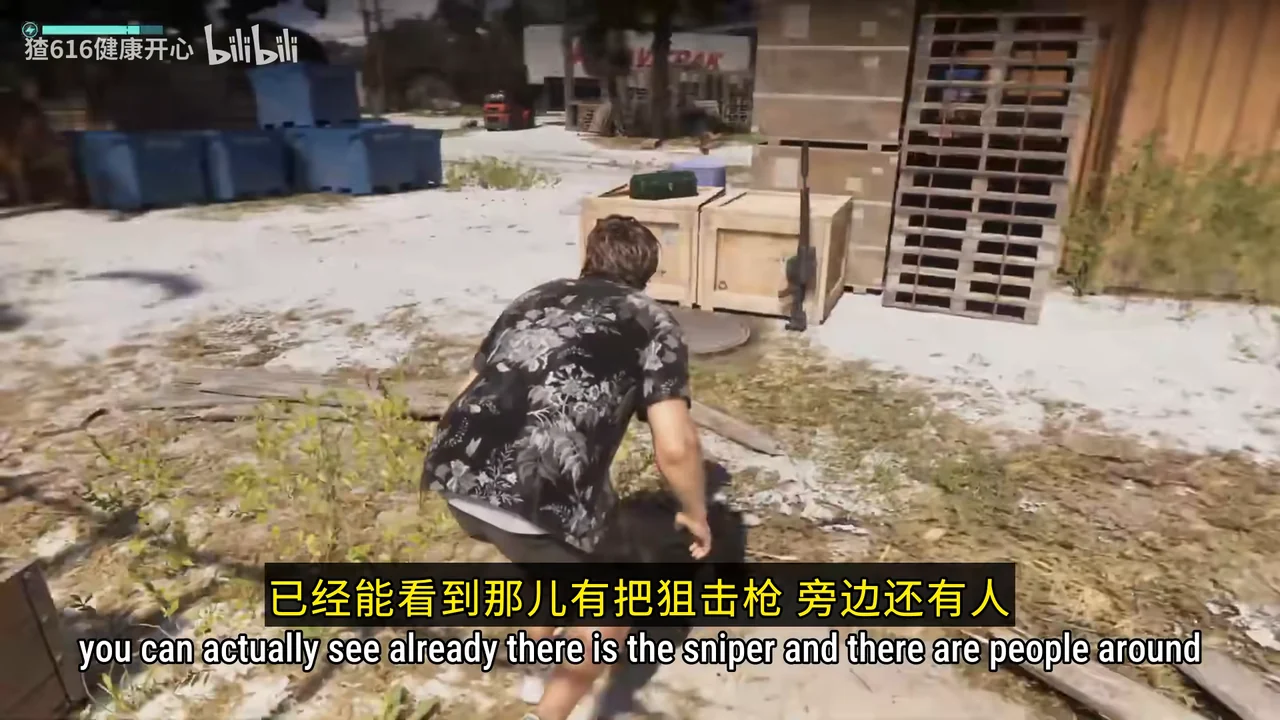 猹616健康开心 bilibili
已经能看到那儿有把狙击枪 旁边还有人
you can actually see already there is the sniper and there are people around